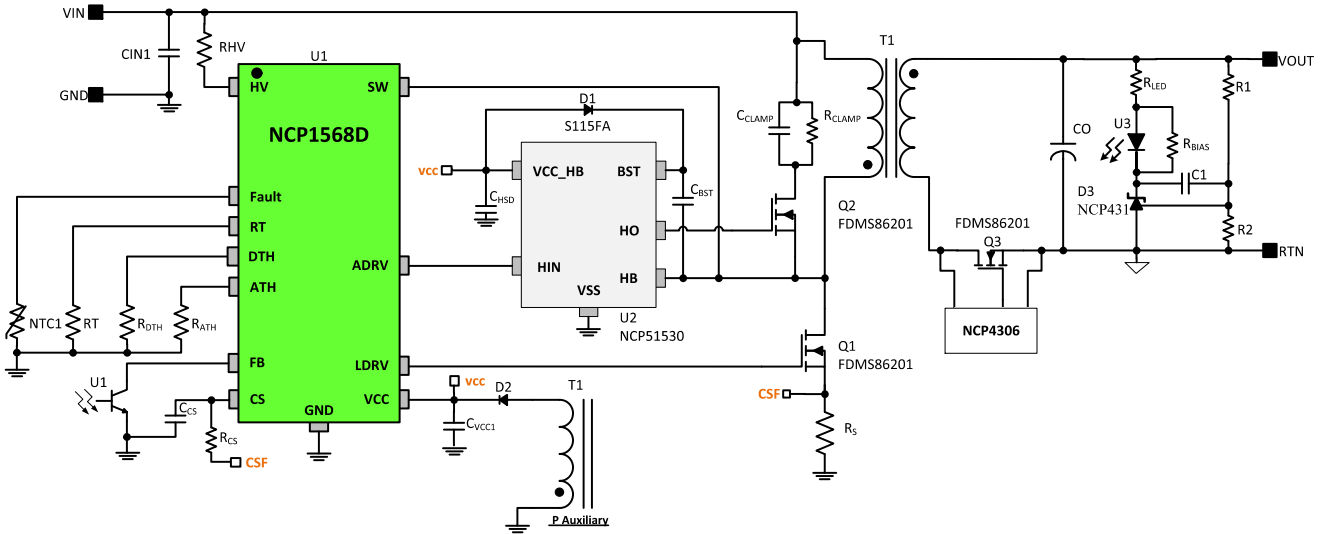 VIN
GND
CIN1
RHV
U1
HV
SW
NCP1568D
Fault
RT
DTH
ATH
ADRV
FB
LDRV
CS
VCC
GND
NTC1
RT
RDTH
RATH
U1
CCS
RCS
CSF
vcc
D1
S115FA
VCC_HB
BST
CHSD
CBST
HO
HIN
HB
VSS
U2
NCP51530
vcc
D2
T1
CVCC1
P Auxiliary
CCLAMP
RCLAMP
T1
Q2
FDMS86201
Q1
FDMS86201
CSF
RS
CO
RLED
U3
RBIAS
C1
D3
NCP431
R1
R2
VOUT
RTN
FDMS86201
Q3
NCP4306